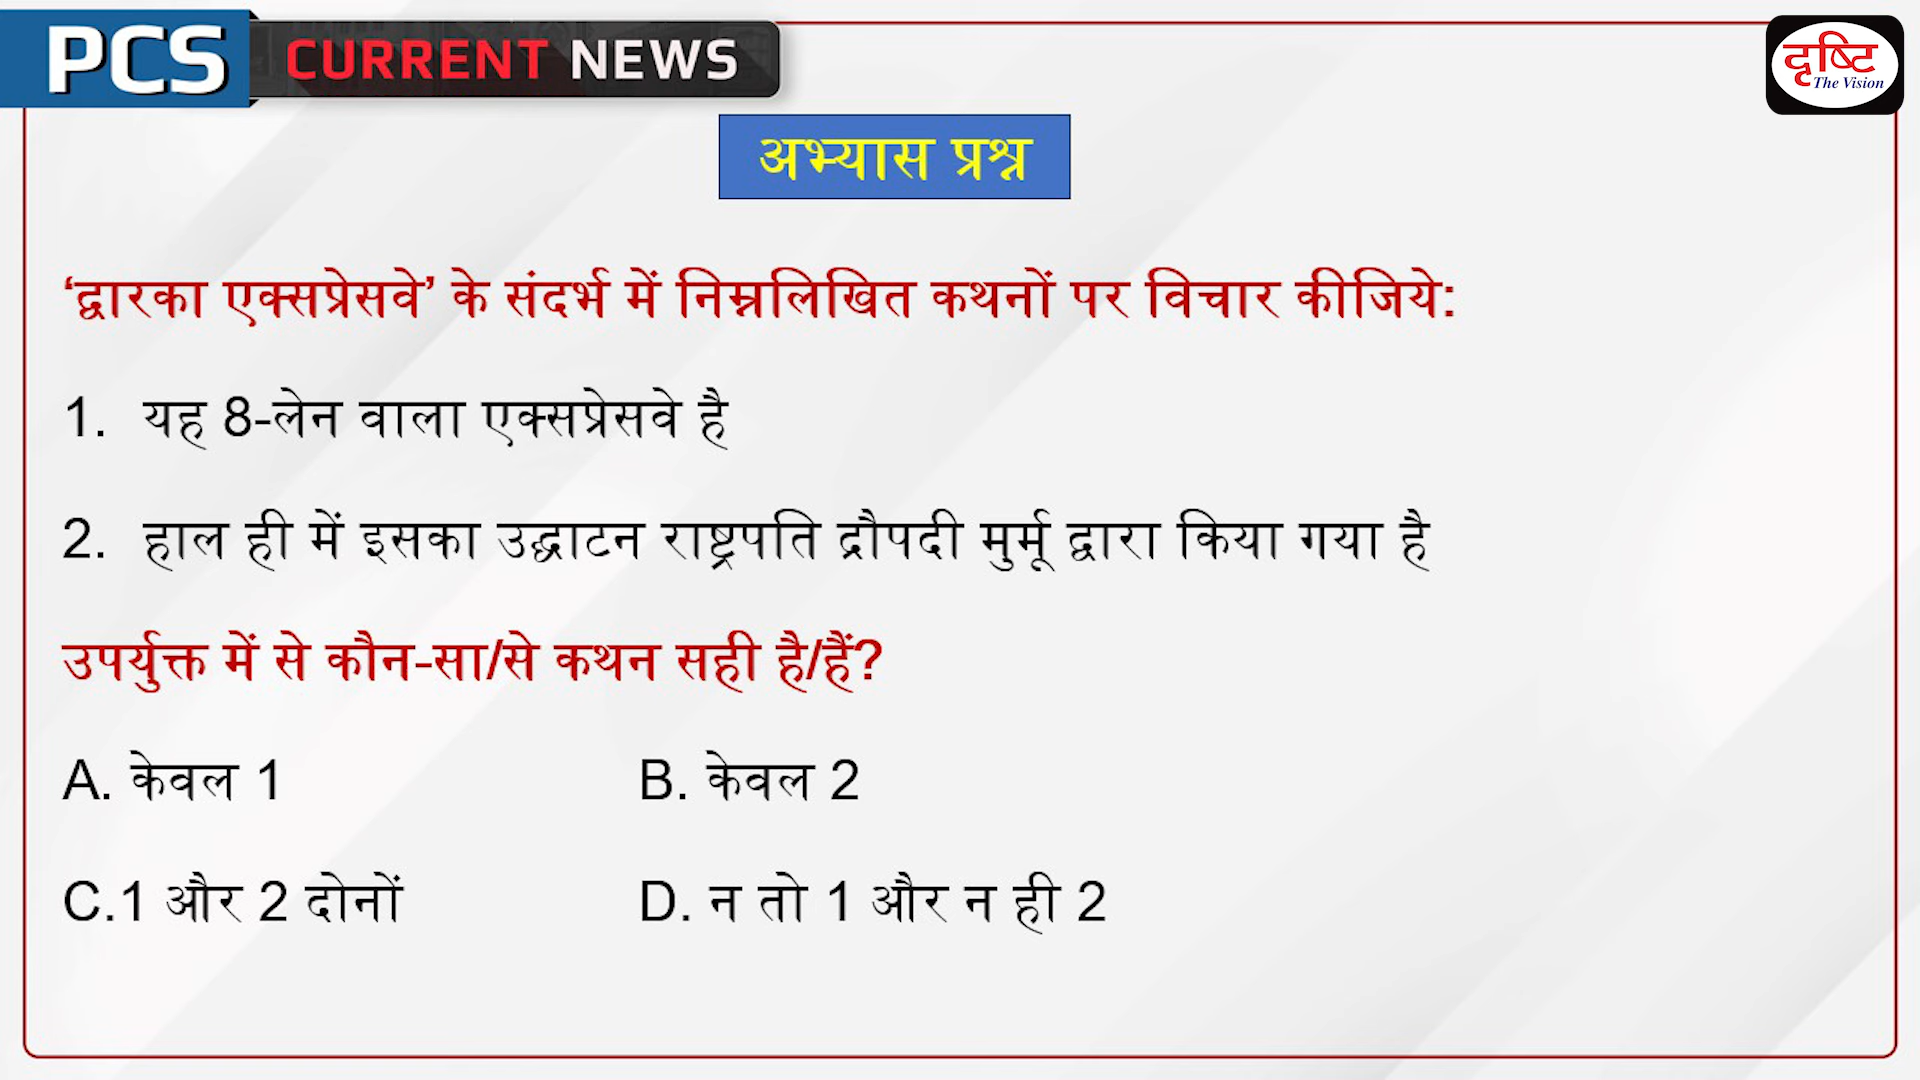 PCS CURRENT NEWS
दृष्टि
The Vision
अभ्यास प्रश्न
‘द्वारका एक्सप्रेसवे’ के संदर्भ में निम्नलिखित कथनों पर विचार कीजिये:
1. यह 8-लेन वाला एक्सप्रेसवे है
2. हाल ही में इसका उद्घाटन राष्ट्रपति द्रौपदी मुर्मू द्वारा किया गया है
उपर्युक्त में से कौन-सा/से कथन सही है/हैं?
A. केवल 1 B. केवल 2
C.1 और 2 दोनों D. न तो 1 और न ही 2